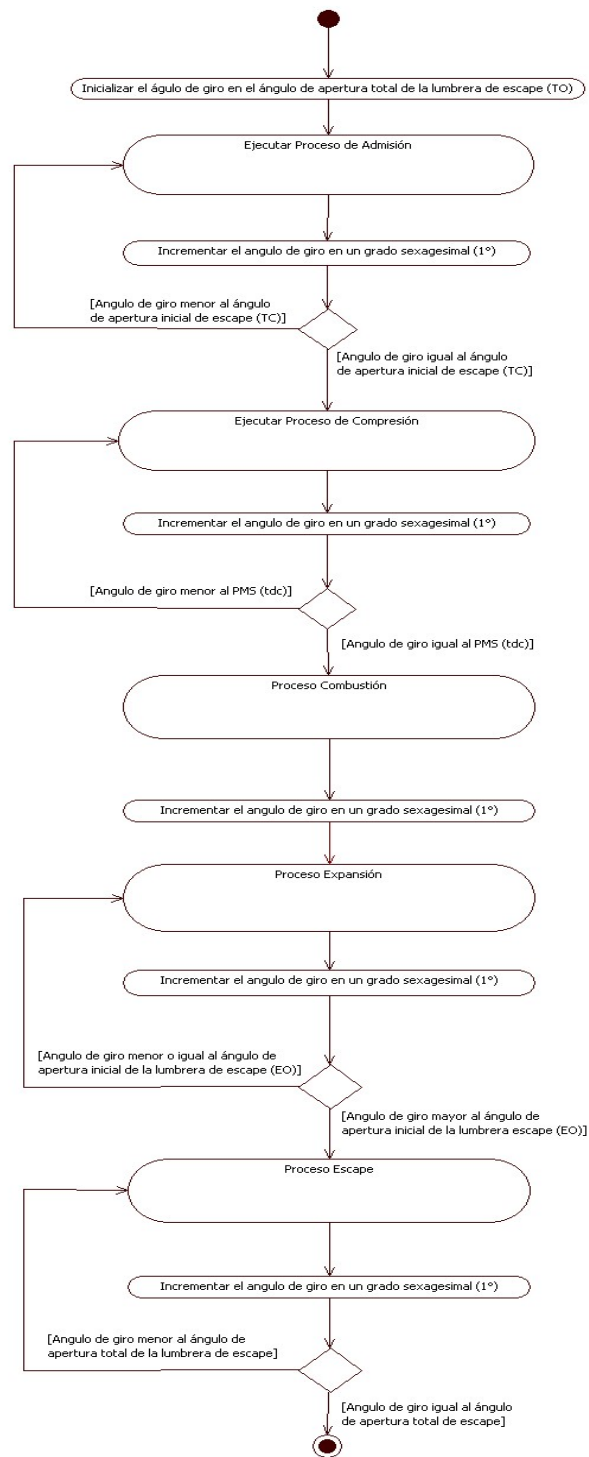 Inicializar el águlo de giro en el ángulo de apertura total de la lumbrera de escape (TO)
Ejecutar Proceso de Admisión
Incrementar el angulo de giro en un grado sexagesimal (1°)
[Angulo de giro menor al ángulo
de apertura inicial de escape (TC)]
[Angulo de giro igual al ángulo
de apertura inicial de escape (TC)]
Ejecutar Proceso de Compresión
Incrementar el angulo de giro en un grado sexagesimal (1°)
[Angulo de giro menor al PMS (tdc)]
[Angulo de giro igual al PMS (tdc)]
Proceso Combustión
Incrementar el angulo de giro en un grado sexagesimal (1°)
Proceso Expansión
Incrementar el angulo de giro en un grado sexagesimal (1°)
[Angulo de giro menor o igual al ángulo de
apertura inicial de la lumbrera de escape (EO)]
[Angulo de giro mayor al ángulo de
apertura inicial de la lumbrera escape (EO)]
Proceso Escape
Incrementar el angulo de giro en un grado sexagesimal (1°)
[Angulo de giro menor al ángulo de
apertura total de la lumbrera de escape]
[Angulo de giro igual al ángulo
de apertura total de escape]